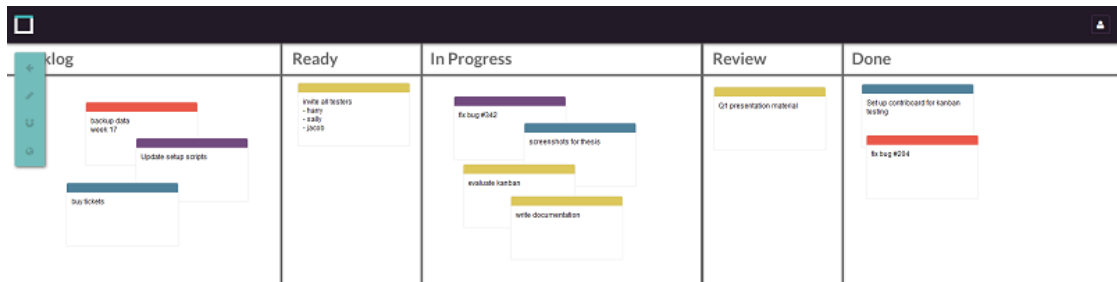 klog
Ready
In Progress
Review
Done
backup data
week 17
Update setup scripts
buy tickets
invite all testers
- harry
- sally
- jacob
fix bug #342
screenshots for thesis
evaluate kanban
write documentation
Q1 presentation material
Set up contriboard for kanban
testing
fix bug #294